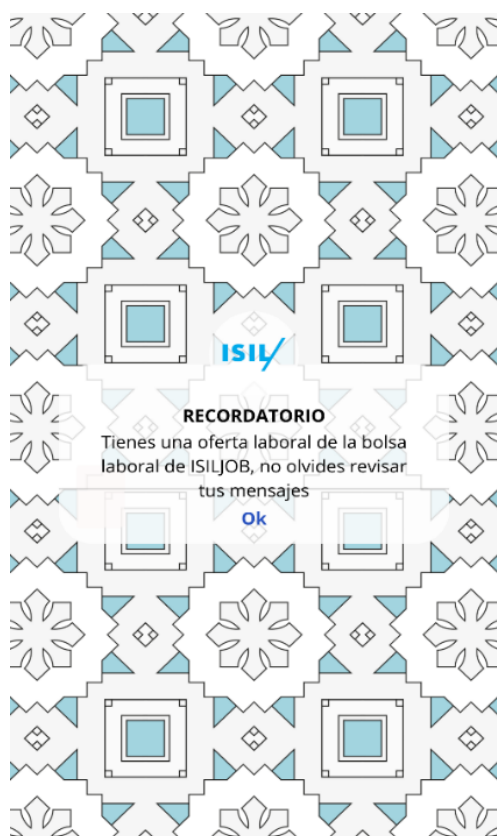 ISIL/
RECORDATORIO
Tienes una oferta laboral de la bolsa
laboral de ISILJOB, no olvides revisar
tus mensajes
Ok